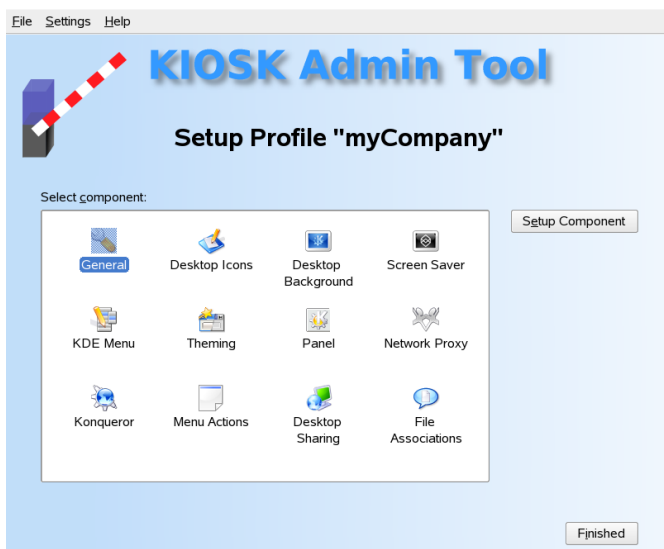 File Settings Help
KIOSK Admin Tool
Setup Profile "myCompany"
Select component:
Setup Component
General
Desktop Icons
Desktop
Background
Screen Saver
KDE Menu
Theming
Panel
Network Proxy
Konqueror
Menu Actions
Desktop
Sharing
File
Associations
Finished